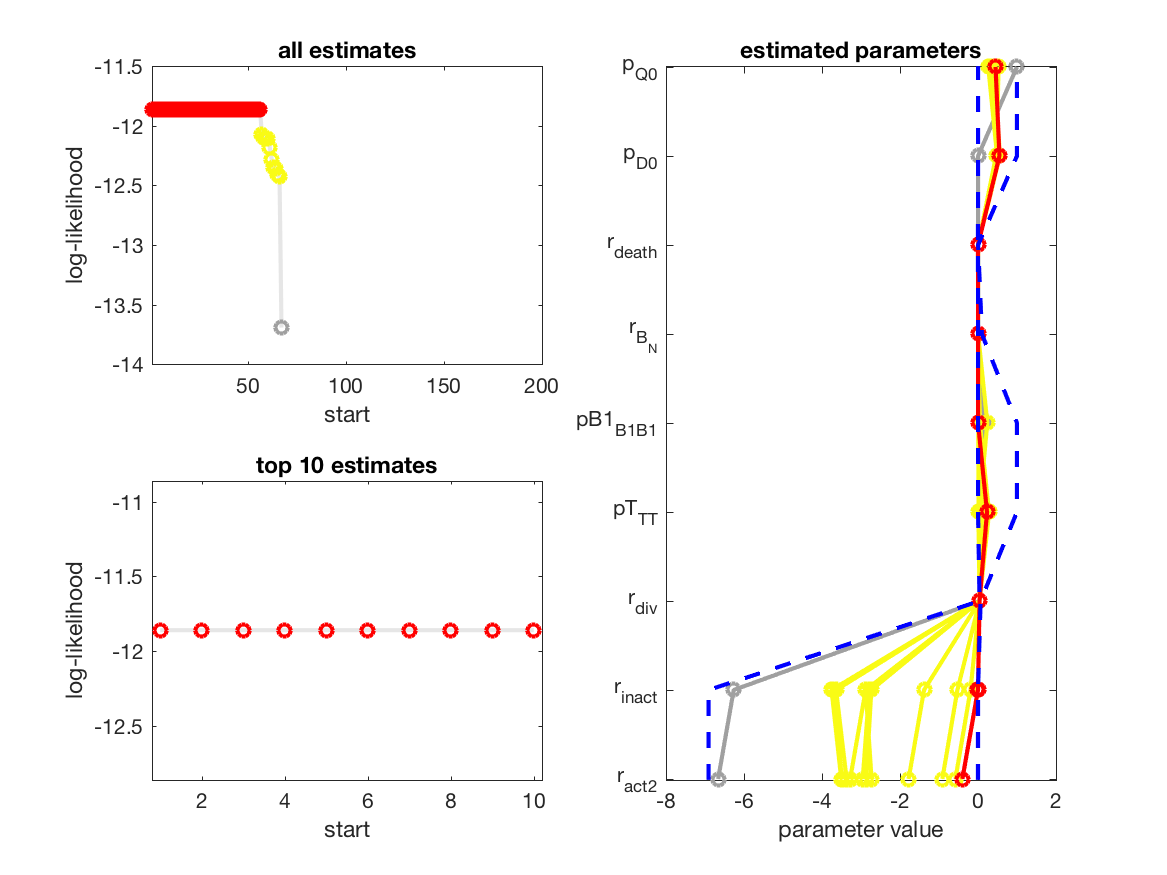 all estimates
-11.5
-12
-12.5
-13
-13.5
-14
50
100
150
200
start
log-likelihood
top 10 estimates
-11
-11.5
-12
-12.5
2
4
6
8
10
start
log-likelihood
estimated parameters
p_Q0
p_D0
r_death
r_B_N
pB1_B1B1
pT_TT
r_div
r_inact
r_act2
-8
-6
-4
-2
0
2
parameter value